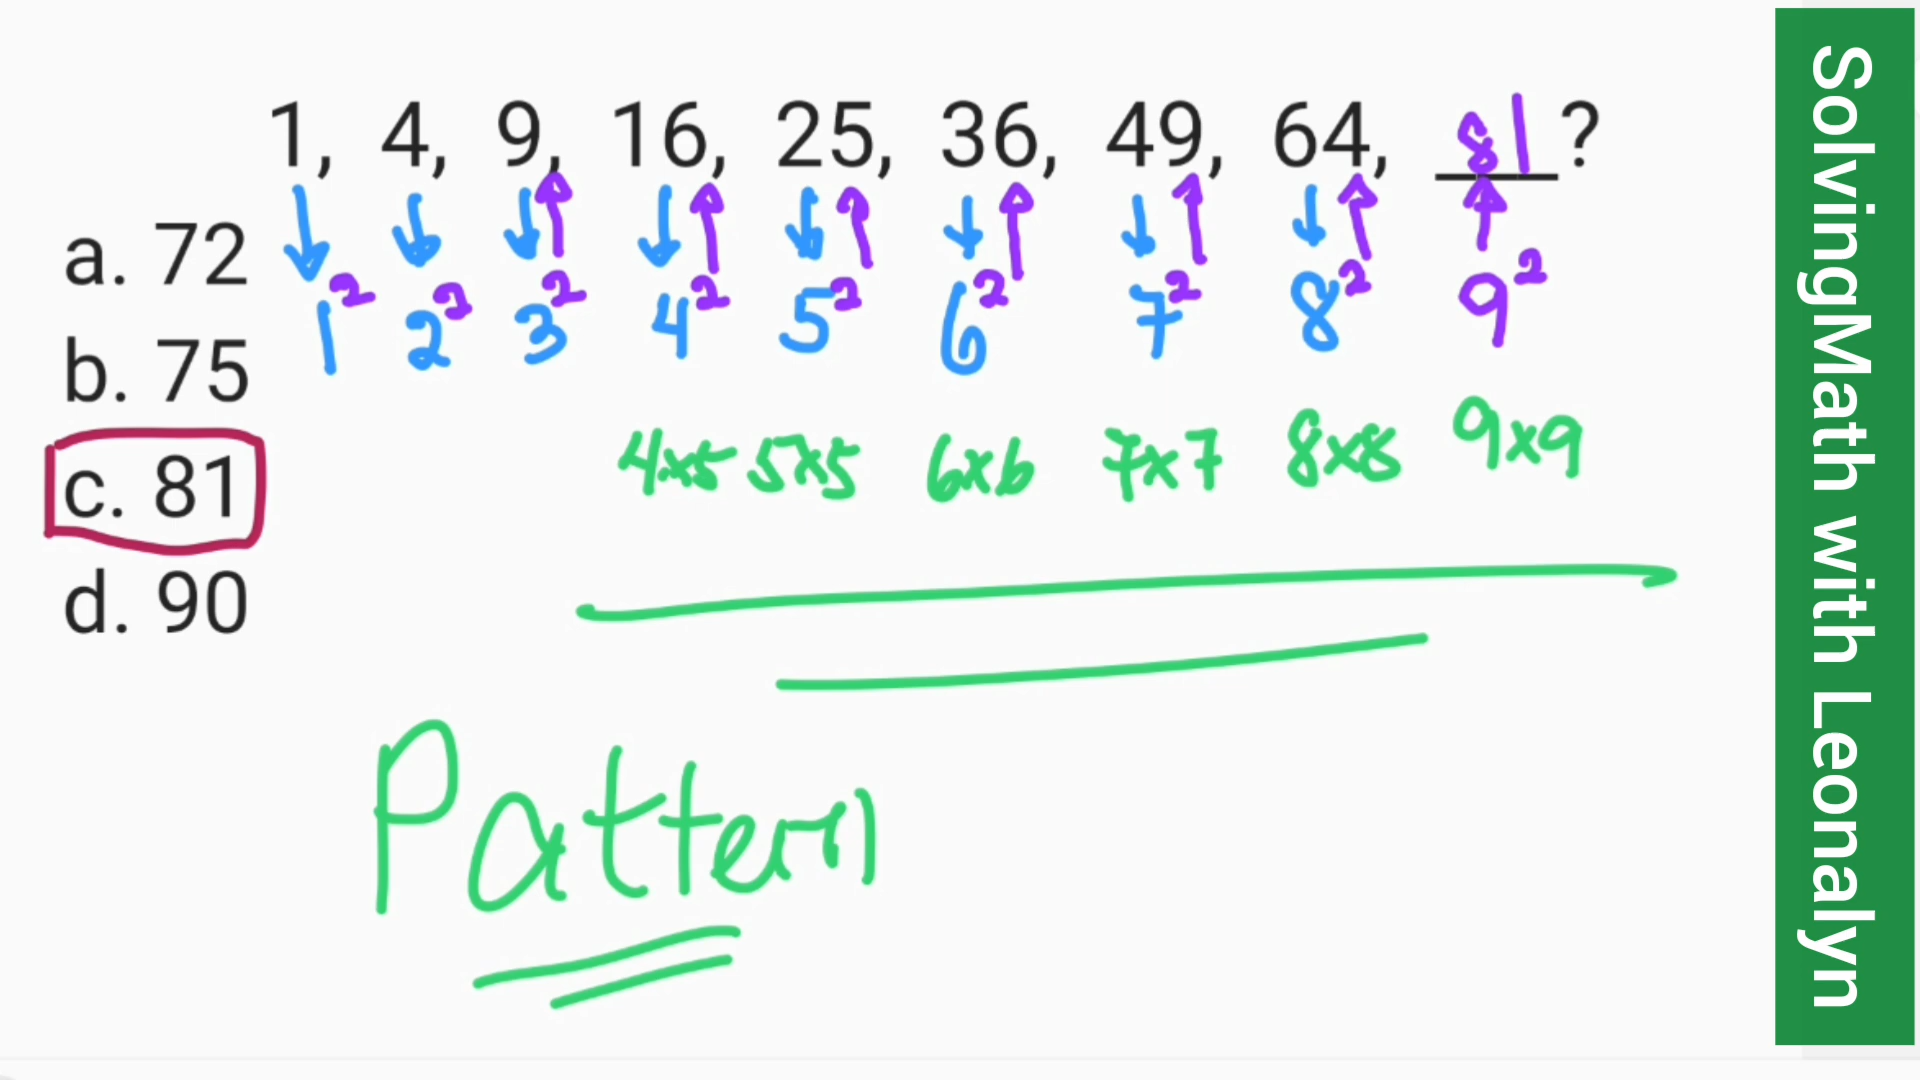 1, 4, 9, 16, 25, 36, 49, 64, 81?
a. 72
1² 2² 3² 4² 5² 6² 7² 8² 9²
b. 75
4x5 5x5 6x6 7x7 8x8 9x9
c. 81
d. 90
Pattern
SolvingMath with Leonalyn